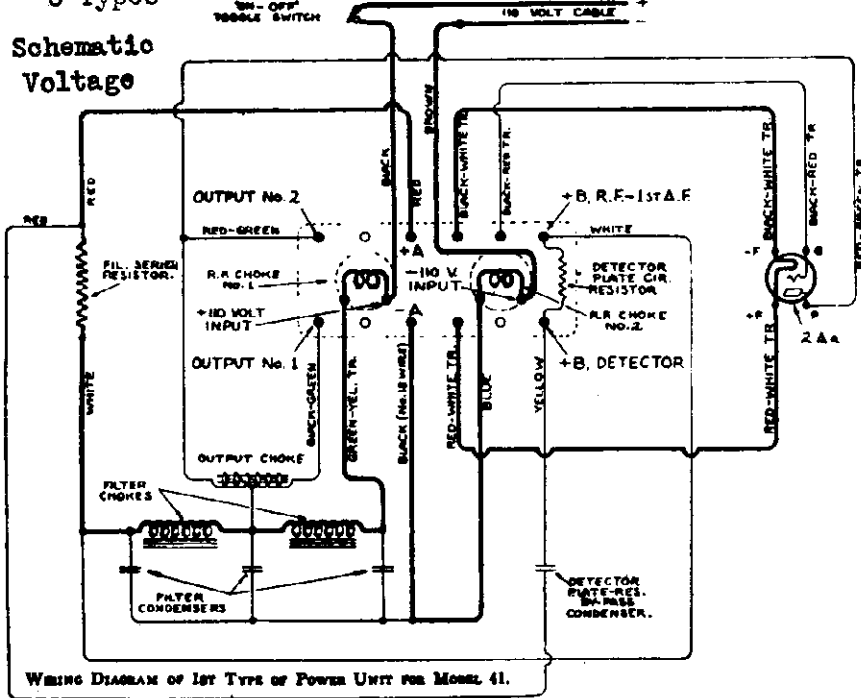 Types
Schematic
Voltage
"ON-OFF"
TOGGLE SWITCH
110 VOLT CABLE
+
−
RED
RED
BLACK
RED
BROWN
BLACK-WHITE TR.
BLACK-RED TR.
BLACK-WHITE TR.
BLACK-RED TR
OUTPUT No. 2
RED-GREEN
+B, R.F.-1ST A.F.
WHITE
FIL. SERIES
RESISTOR.
R.F. CHOKE
No. 1
+A
−110 V.
INPUT
DETECTOR
PLATE CIR.
RESISTOR
−F
G
+110 VOLT
INPUT
−A
R.F. CHOKE
No. 2
+F
P
OUTPUT No. 1
+B, DETECTOR
WHITE
BLACK-GREEN
GREEN-YEL. TR.
BLACK (No. 18 WIRE)
RED-WHITE TR.
BLUE
YELLOW
RED-WHITE TR.
OUTPUT CHOKE
FILTER
CHOKES
FILTER
CONDENSERS
DETECTOR
PLATE-RES.
BY-PASS
CONDENSER.
WIRING DIAGRAM OF 1ST TYPE OF POWER UNIT FOR MODEL 41.